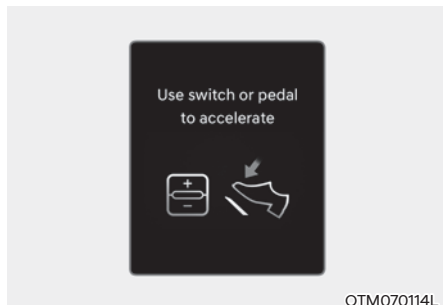 Use switch or pedal
to accelerate
+
−
OTM070114L